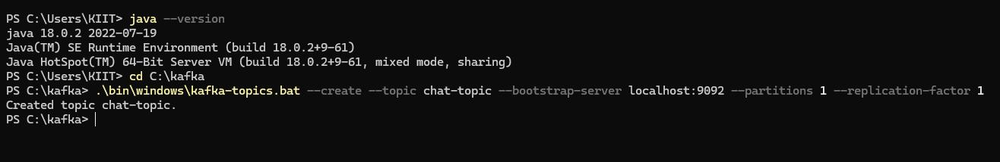 PS C:\Users\KIIT> java --version
java 18.0.2 2022-07-19
Java(TM) SE Runtime Environment (build 18.0.2+9-61)
Java HotSpot(TM) 64-Bit Server VM (build 18.0.2+9-61, mixed mode, sharing)
PS C:\Users\KIIT> cd C:\kafka
PS C:\kafka> .\bin\windows\kafka-topics.bat --create --topic chat-topic --bootstrap-server localhost:9092 --partitions 1 --replication-factor 1
Created topic chat-topic.
PS C:\kafka>